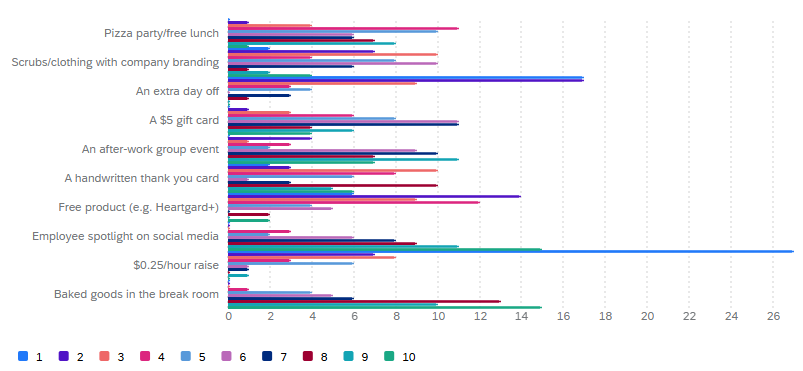 Pizza party/free lunch
Scrubs/clothing with company branding
An extra day off
A $5 gift card
An after-work group event
A handwritten thank you card
Free product (e.g. Heartgard+)
Employee spotlight on social media
$0.25/hour raise
Baked goods in the break room
0 2 4 6 8 10 12 14 16 18 20 22 24 26
1 2 3 4 5 6 7 8 9 10